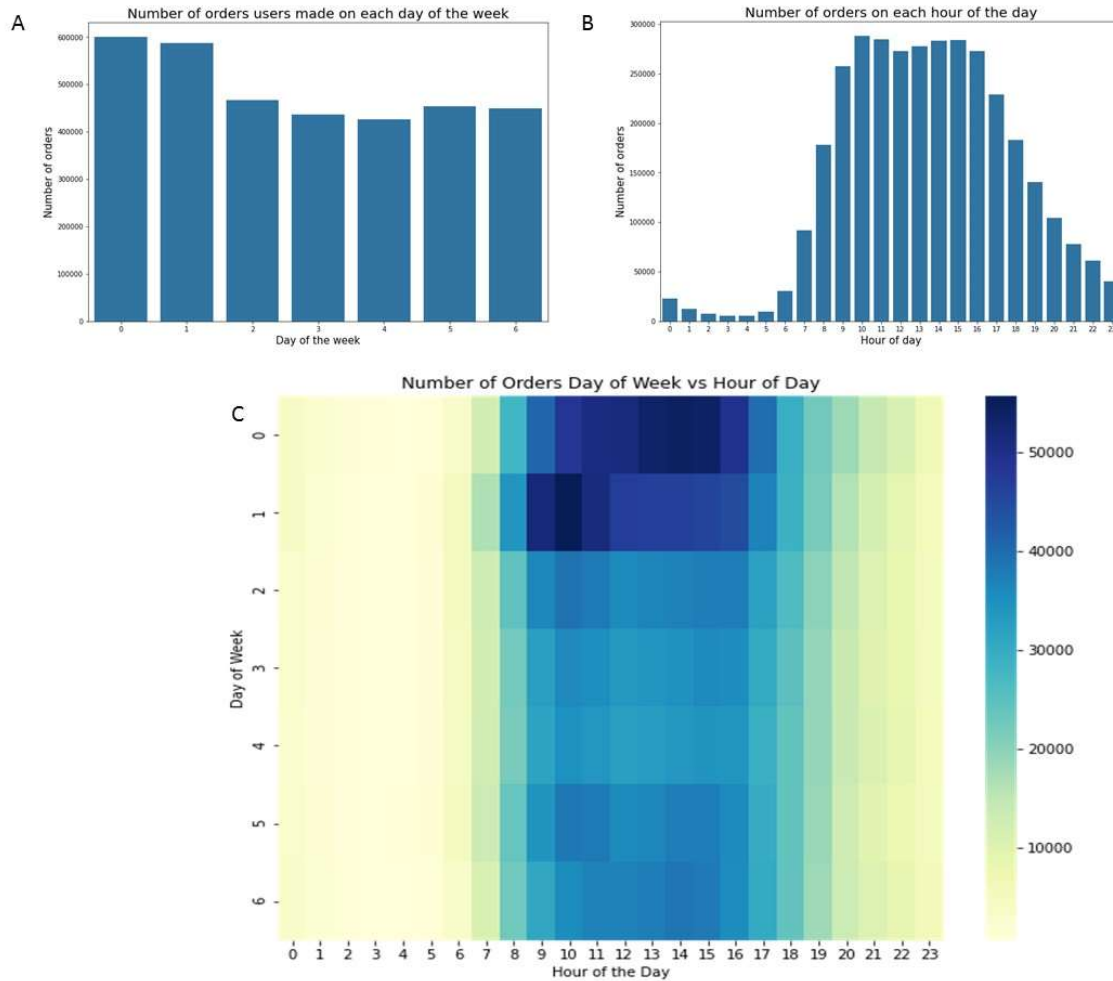 A
Number of orders users made on each day of the week
600000
500000
400000
300000
200000
100000
0
Number of orders
0 1 2 3 4 5 6
Day of the week
B
Number of orders on each hour of the day
300000
250000
200000
150000
100000
50000
0
Number of orders
0 1 2 3 4 5 6 7 8 9 10 11 12 13 14 15 16 17 18 19 20 21 22
Hour of day
Number of Orders Day of Week vs Hour of Day
C
0
1
2
3
4
5
6
Day of Week
0 1 2 3 4 5 6 7 8 9 10 11 12 13 14 15 16 17 18 19 20 21 22 23
Hour of the Day
50000
40000
30000
20000
10000